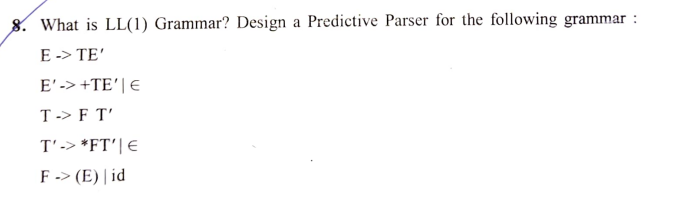 8. What is LL(1) Grammar? Design a Predictive Parser for the following grammar :
E -> TE'
E' -> +TE' | ∈
T -> F T'
T' -> *FT' | ∈
F -> (E) | id